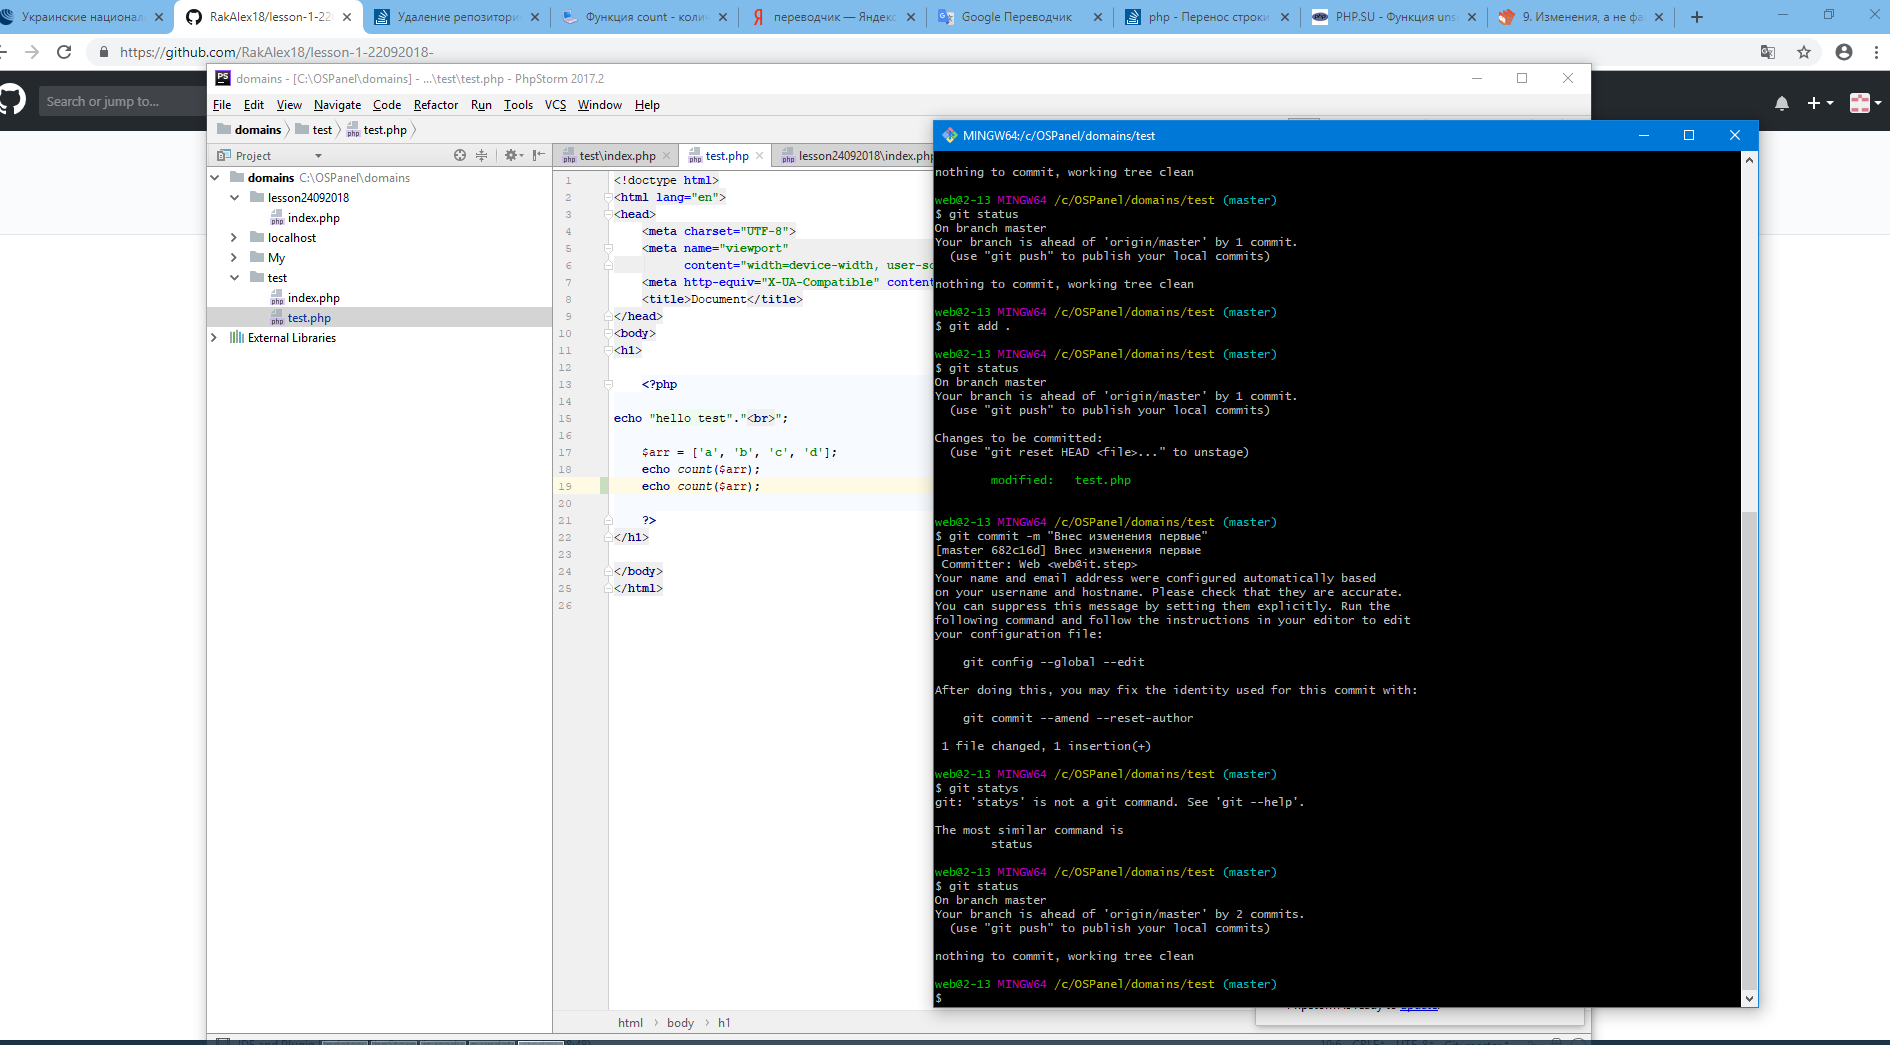 Украинские национал
RakAlex18/lesson-1-22
Удаление репозитори
Функция count - колич
переводчик — Яндекс
Google Переводчик
php - Перенос строки
PHP.SU - Функция uns
9. Изменения, а не фа
https://github.com/RakAlex18/lesson-1-22092018-
Search or jump to...
PS domains - [C:\OSPanel\domains] - ...\test\test.php - PhpStorm 2017.2
File Edit View Navigate Code Refactor Run Tools VCS Window Help
domains test test.php
Project
domains C:\OSPanel\domains
lesson24092018
index.php
localhost
My
test
index.php
test.php
External Libraries
test\index.php test.php lesson24092018\index.php
1 <!doctype html>
2 <html lang="en">
3 <head>
4 <meta charset="UTF-8">
5 <meta name="viewport"
6 content="width=device-width, user-sc
7 <meta http-equiv="X-UA-Compatible" content
8 <title>Document</title>
9 </head>
10 <body>
11 <h1>
12
13 <?php
14
15 echo "hello test"."<br>";
16
17 $arr = ['a', 'b', 'c', 'd'];
18 echo count($arr);
19 echo count($arr);
20
21 ?>
22 </h1>
23
24 </body>
25 </html>
26
html body h1
MINGW64:/c/OSPanel/domains/test
nothing to commit, working tree clean
web@2-13 MINGW64 /c/OSPanel/domains/test (master)
$ git status
On branch master
Your branch is ahead of 'origin/master' by 1 commit.
(use "git push" to publish your local commits)
nothing to commit, working tree clean
web@2-13 MINGW64 /c/OSPanel/domains/test (master)
$ git add .
web@2-13 MINGW64 /c/OSPanel/domains/test (master)
$ git status
On branch master
Your branch is ahead of 'origin/master' by 1 commit.
(use "git push" to publish your local commits)
Changes to be committed:
(use "git reset HEAD <file>..." to unstage)
modified: test.php
web@2-13 MINGW64 /c/OSPanel/domains/test (master)
$ git commit -m "Внес изменения первые"
[master 682c16d] Внес изменения первые
Committer: Web <web@it.step>
Your name and email address were configured automatically based
on your username and hostname. Please check that they are accurate.
You can suppress this message by setting them explicitly. Run the
following command and follow the instructions in your editor to edit
your configuration file:
git config --global --edit
After doing this, you may fix the identity used for this commit with:
git commit --amend --reset-author
1 file changed, 1 insertion(+)
web@2-13 MINGW64 /c/OSPanel/domains/test (master)
$ git statys
git: 'statys' is not a git command. See 'git --help'.
The most similar command is
status
web@2-13 MINGW64 /c/OSPanel/domains/test (master)
$ git status
On branch master
Your branch is ahead of 'origin/master' by 2 commits.
(use "git push" to publish your local commits)
nothing to commit, working tree clean
web@2-13 MINGW64 /c/OSPanel/domains/test (master)
$